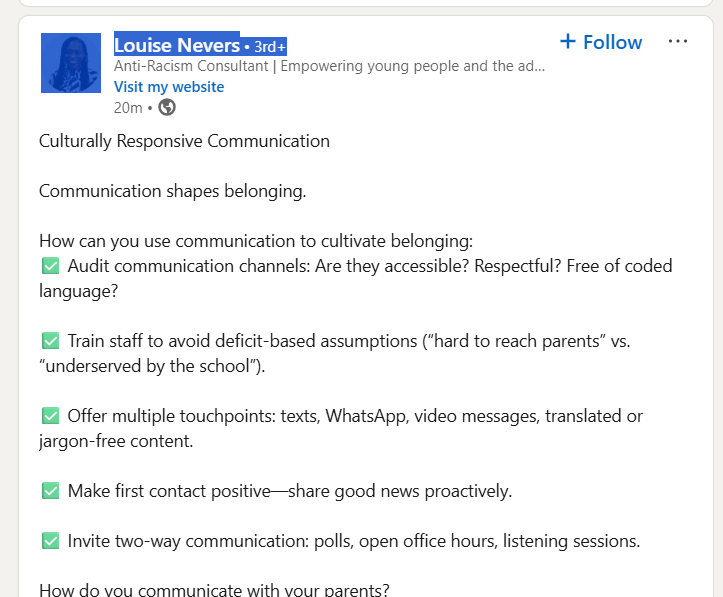 Louise Nevers • 3rd+
+ Follow
Anti-Racism Consultant | Empowering young people and the ad...
Visit my website
20m •
Culturally Responsive Communication
Communication shapes belonging.
How can you use communication to cultivate belonging:
✅ Audit communication channels: Are they accessible? Respectful? Free of coded
language?
✅ Train staff to avoid deficit-based assumptions (“hard to reach parents” vs.
“underserved by the school”).
✅ Offer multiple touchpoints: texts, WhatsApp, video messages, translated or
jargon-free content.
✅ Make first contact positive—share good news proactively.
✅ Invite two-way communication: polls, open office hours, listening sessions.
How do you communicate with your parents?